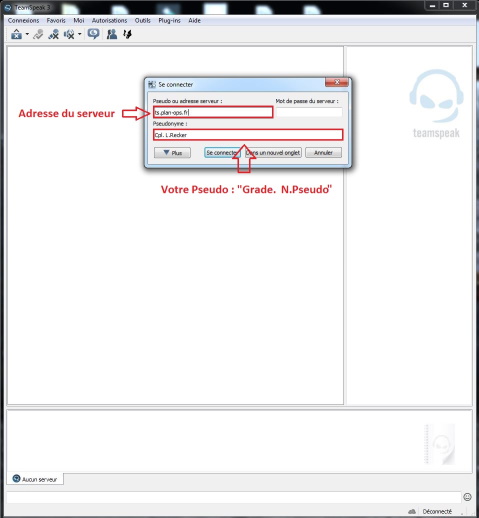 TeamSpeak 3
Connexions Favoris Moi Autorisations Outils Plug-ins Aide
Se connecter
Pseudo ou adresse serveur : Mot de passe du serveur :
Adresse du serveur
ts.plan-ops.fr
Pseudonyme :
Cpl. L.Recker
Plus Se connecter Dans un nouvel onglet Annuler
Votre Pseudo : "Grade. N.Pseudo"
teamspeak
Aucun serveur
Déconnecté